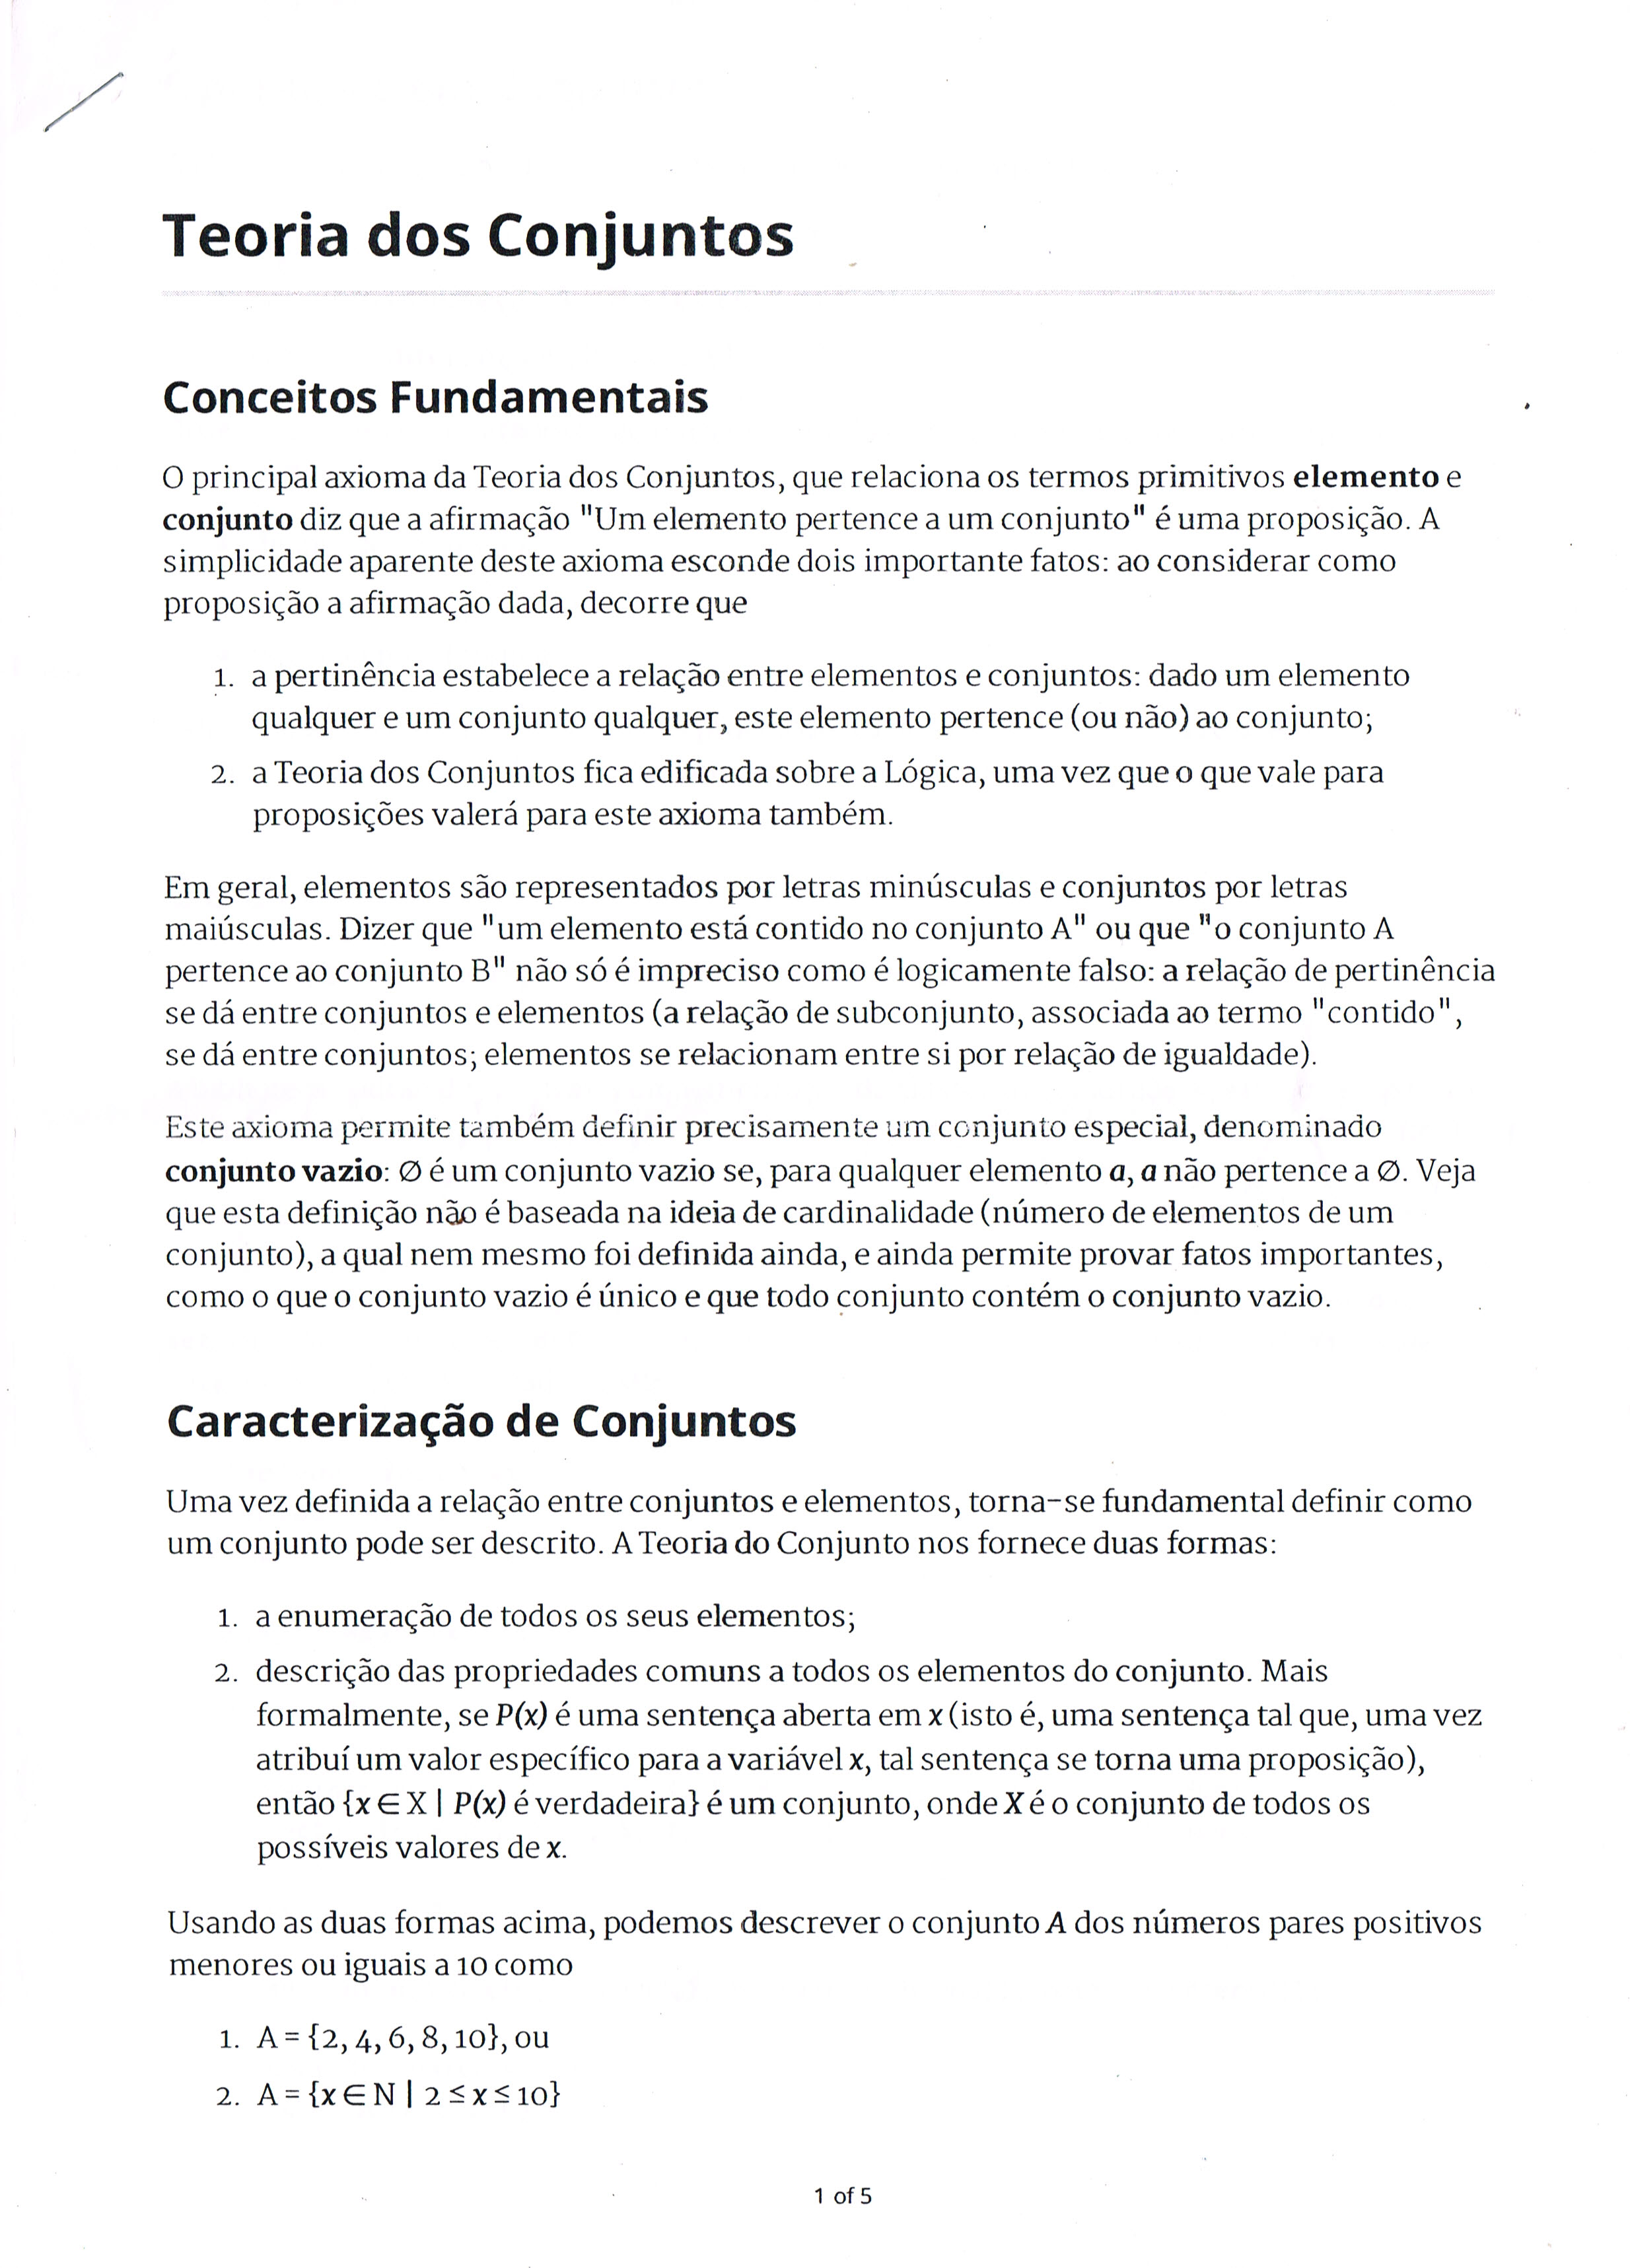 Teoria dos Conjuntos
Conceitos Fundamentais
O principal axioma da Teoria dos Conjuntos, que relaciona os termos primitivos elemento e
conjunto diz que a afirmação "Um elemento pertence a um conjunto" é uma proposição. A
simplicidade aparente deste axioma esconde dois importante fatos: ao considerar como
proposição a afirmação dada, decorre que
1. a pertinência estabelece a relação entre elementos e conjuntos: dado um elemento
qualquer e um conjunto qualquer, este elemento pertence (ou não) ao conjunto;
2. a Teoria dos Conjuntos fica edificada sobre a Lógica, uma vez que o que vale para
proposições valerá para este axioma também.
Em geral, elementos são representados por letras minúsculas e conjuntos por letras
maiúsculas. Dizer que "um elemento está contido no conjunto A" ou que "o conjunto A
pertence ao conjunto B" não só é impreciso como é logicamente falso: a relação de pertinência
se dá entre conjuntos e elementos (a relação de subconjunto, associada ao termo "contido",
se dá entre conjuntos; elementos se relacionam entre si por relação de igualdade).
Este axioma permite também definir precisamente um conjunto especial, denominado
conjunto vazio: ∅ é um conjunto vazio se, para qualquer elemento a, a não pertence a ∅. Veja
que esta definição não é baseada na ideia de cardinalidade (número de elementos de um
conjunto), a qual nem mesmo foi definida ainda, e ainda permite provar fatos importantes,
como o que o conjunto vazio é único e que todo conjunto contém o conjunto vazio.
Caracterização de Conjuntos
Uma vez definida a relação entre conjuntos e elementos, torna-se fundamental definir como
um conjunto pode ser descrito. A Teoria do Conjunto nos fornece duas formas:
1. a enumeração de todos os seus elementos;
2. descrição das propriedades comuns a todos os elementos do conjunto. Mais
formalmente, se P(x) é uma sentença aberta em x (isto é, uma sentença tal que, uma vez
atribuí um valor específico para a variável x, tal sentença se torna uma proposição),
então {x ∈ X | P(x) é verdadeira} é um conjunto, onde X é o conjunto de todos os
possíveis valores de x.
Usando as duas formas acima, podemos descrever o conjunto A dos números pares positivos
menores ou iguais a 10 como
1. A = {2, 4, 6, 8, 10}, ou
2. A = {x ∈ N | 2 ≤ x ≤ 10}
1 of 5